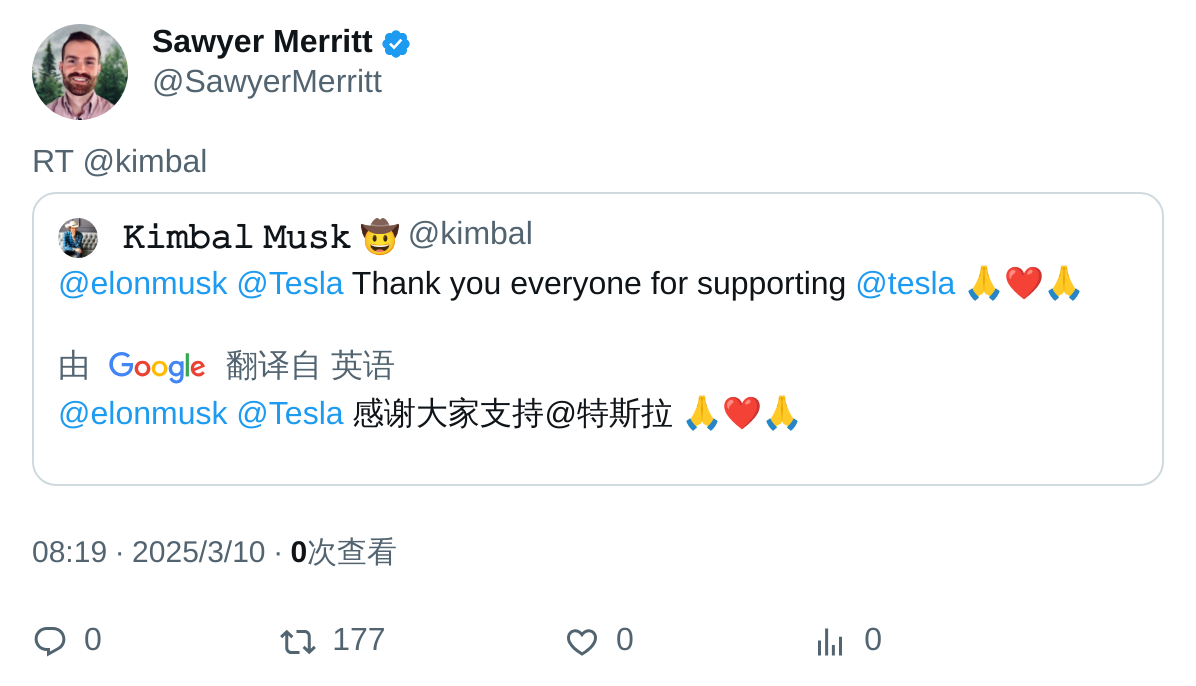 Sawyer Merritt
@SawyerMerritt
RT @kimbal
𝙺𝚒𝚖𝚋𝚊𝚕 𝙼𝚞𝚜𝚔 🤠 @kimbal
@elonmusk @Tesla Thank you everyone for supporting @tesla 🙏❤️🙏
由 Google 翻译自 英语
@elonmusk @Tesla 感谢大家支持@特斯拉 🙏❤️🙏
08:19 · 2025/3/10 · 0次查看
0 177 0 0